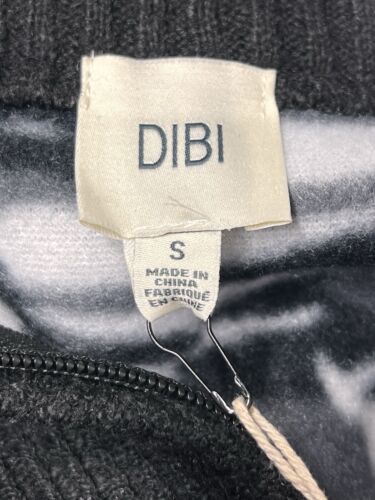 DIBI
S
MADE IN
CHINA
FABRIQUÉ
EN CHINE